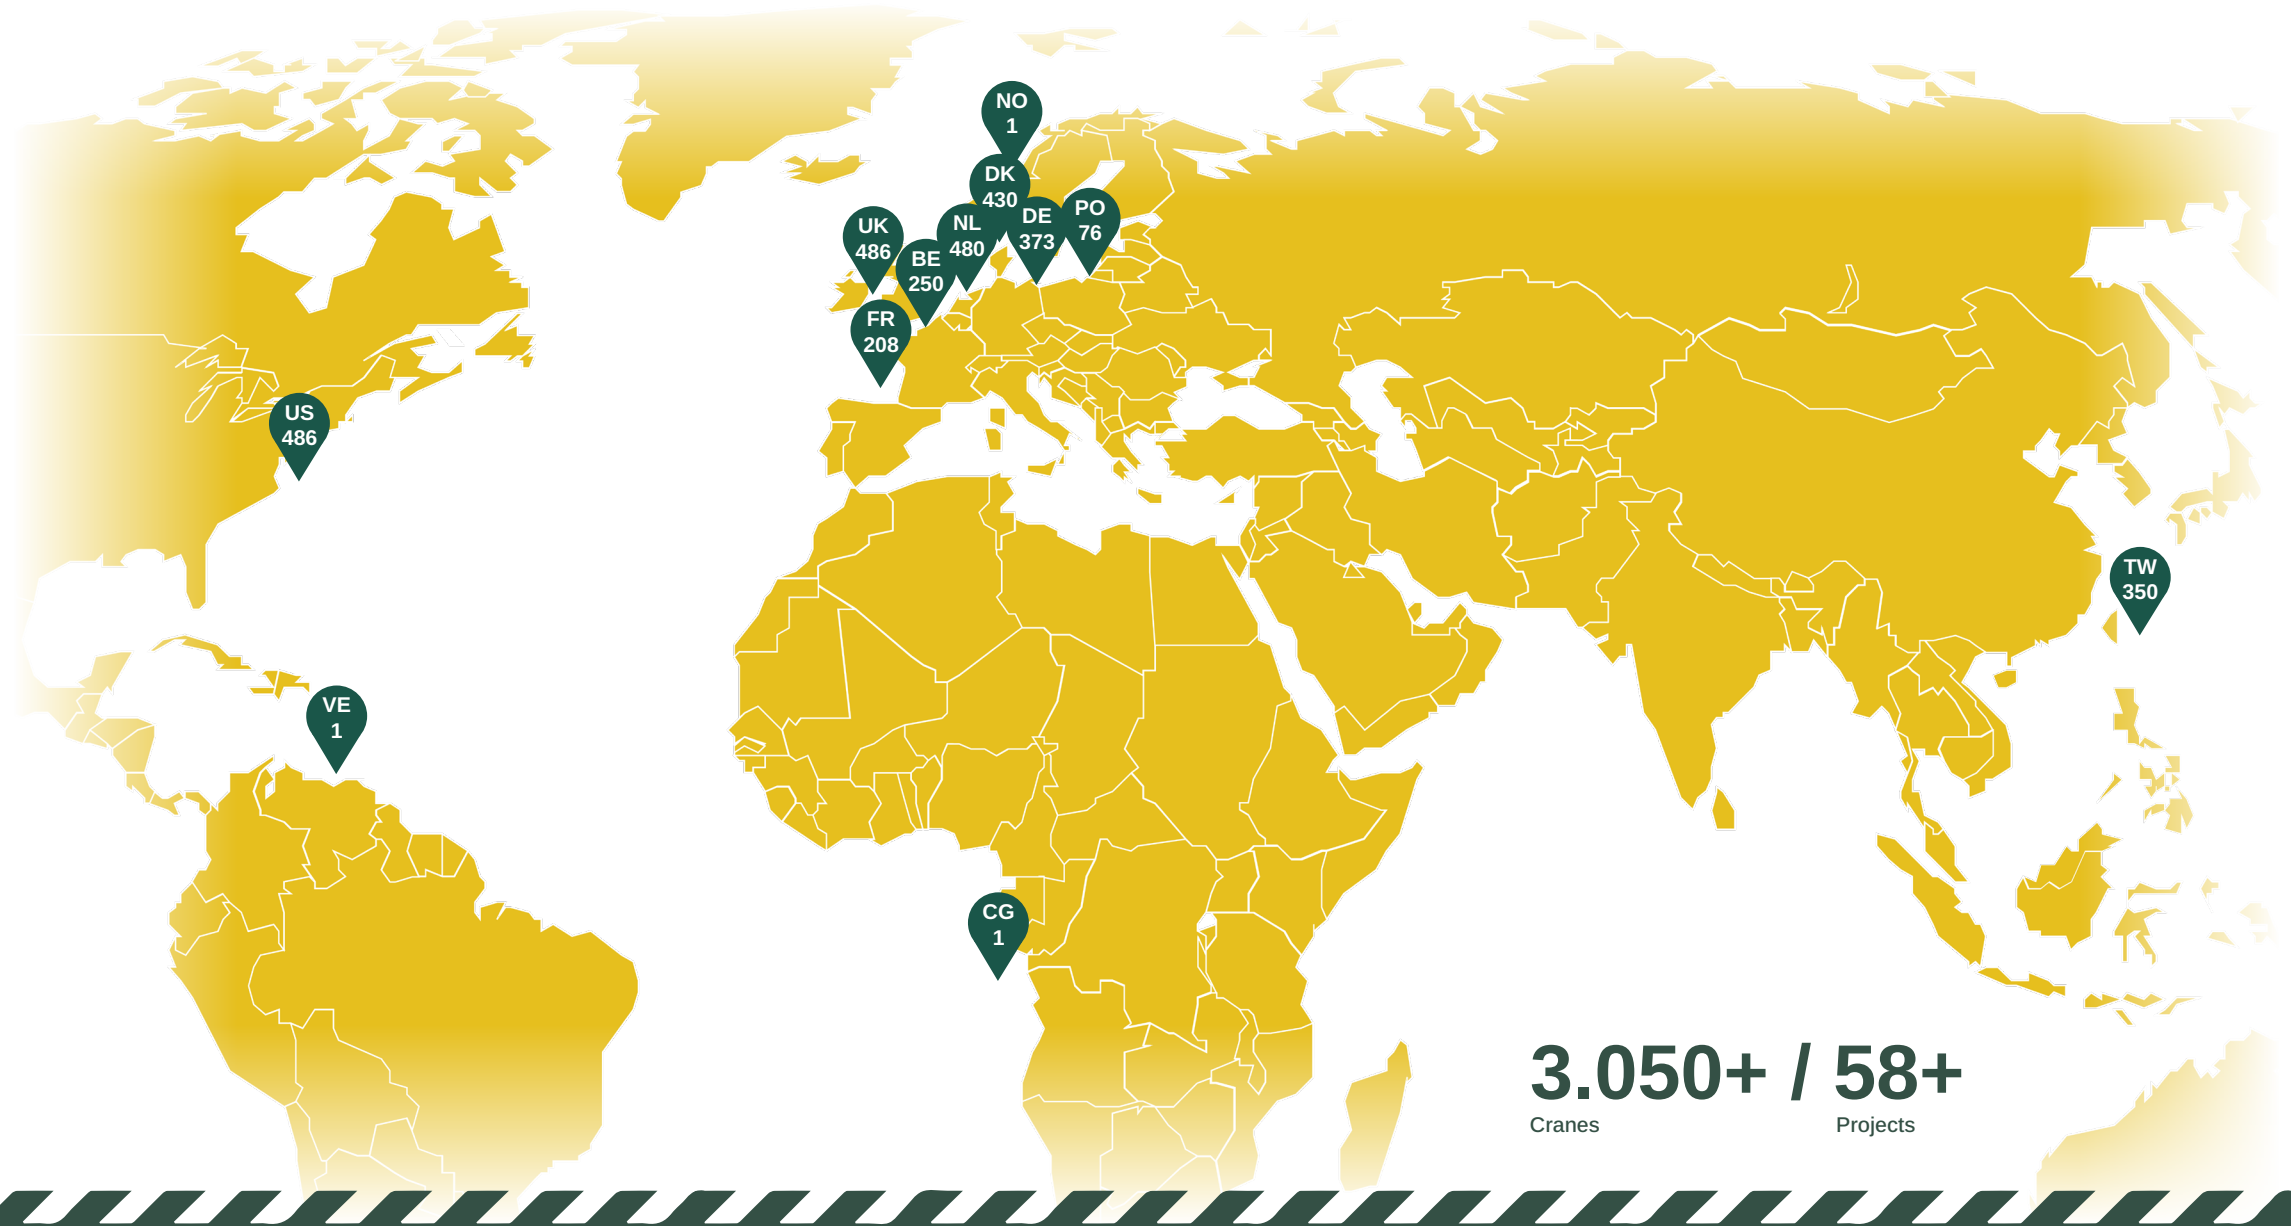 NO
1
DK
430
PO
76
DE
373
NL
480
UK
486
BE
250
FR
208
US
486
TW
350
VE
1
CG
1
3.050+ / 58+
Cranes Projects